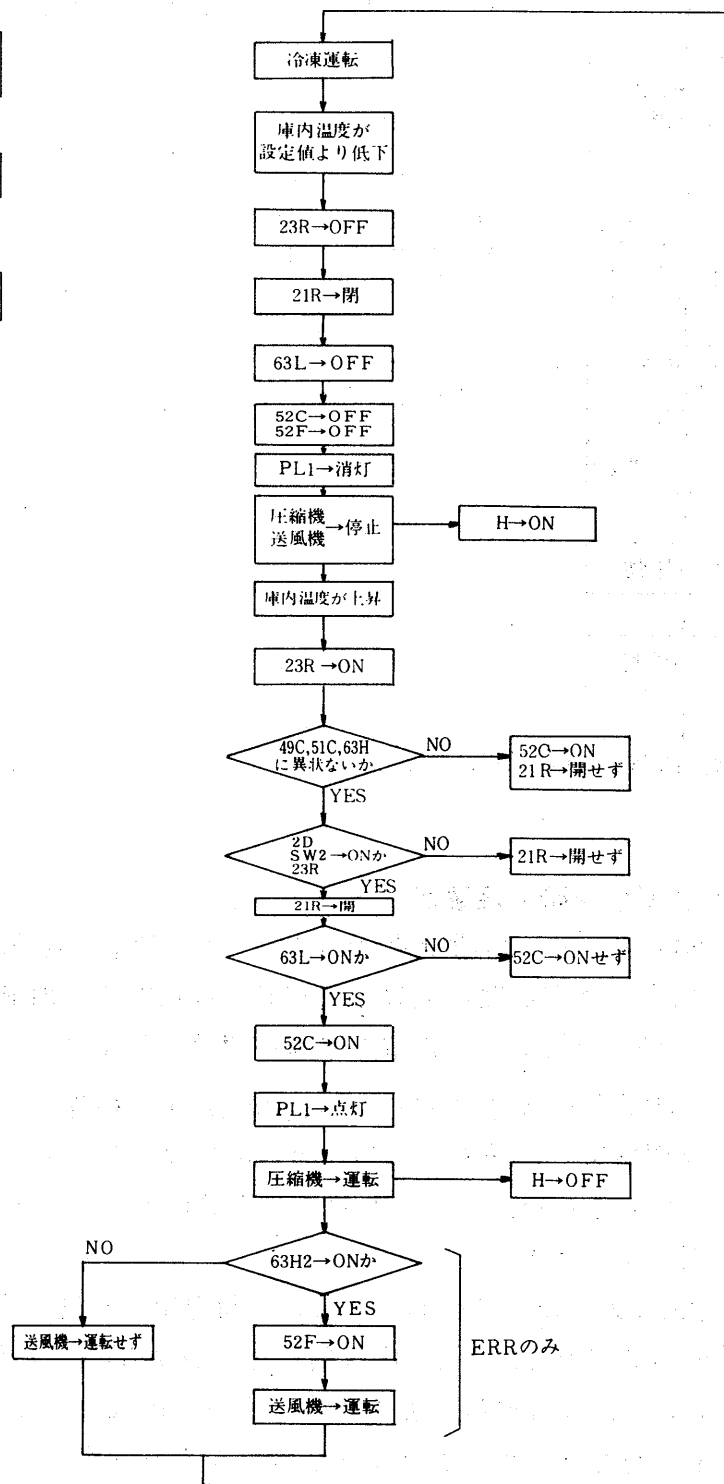 冷凍運転
庫内温度が
設定値より低下
23R→OFF
21R→閉
63L→OFF
52C→OFF
52F→OFF
PL1→消灯
圧縮機
送風機→停止
H→ON
庫内温度が上昇
23R→ON
49C,51C,63H
に異状ないか
NO
52C→ON
21R→開せず
YES
2D
SW2→ONか
23R
NO
21R→開せず
YES
21R→開
63L→ONか
NO
52C→ONせず
YES
52C→ON
PL1→点灯
圧縮機→運転
H→OFF
63H2→ONか
NO
YES
送風機→運転せず
52F→ON
送風機→運転
ERRのみ